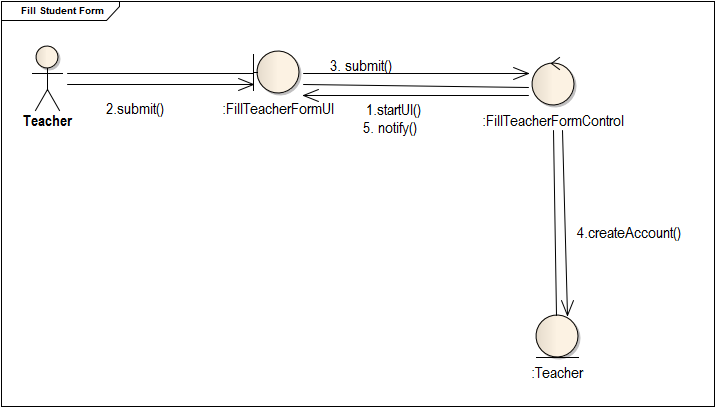 Fill Student Form
3. submit()
2.submit()
Teacher
:FillTeacherFormUI
1.startUI()
5. notify()
:FillTeacherFormControl
4.createAccount()
:Teacher